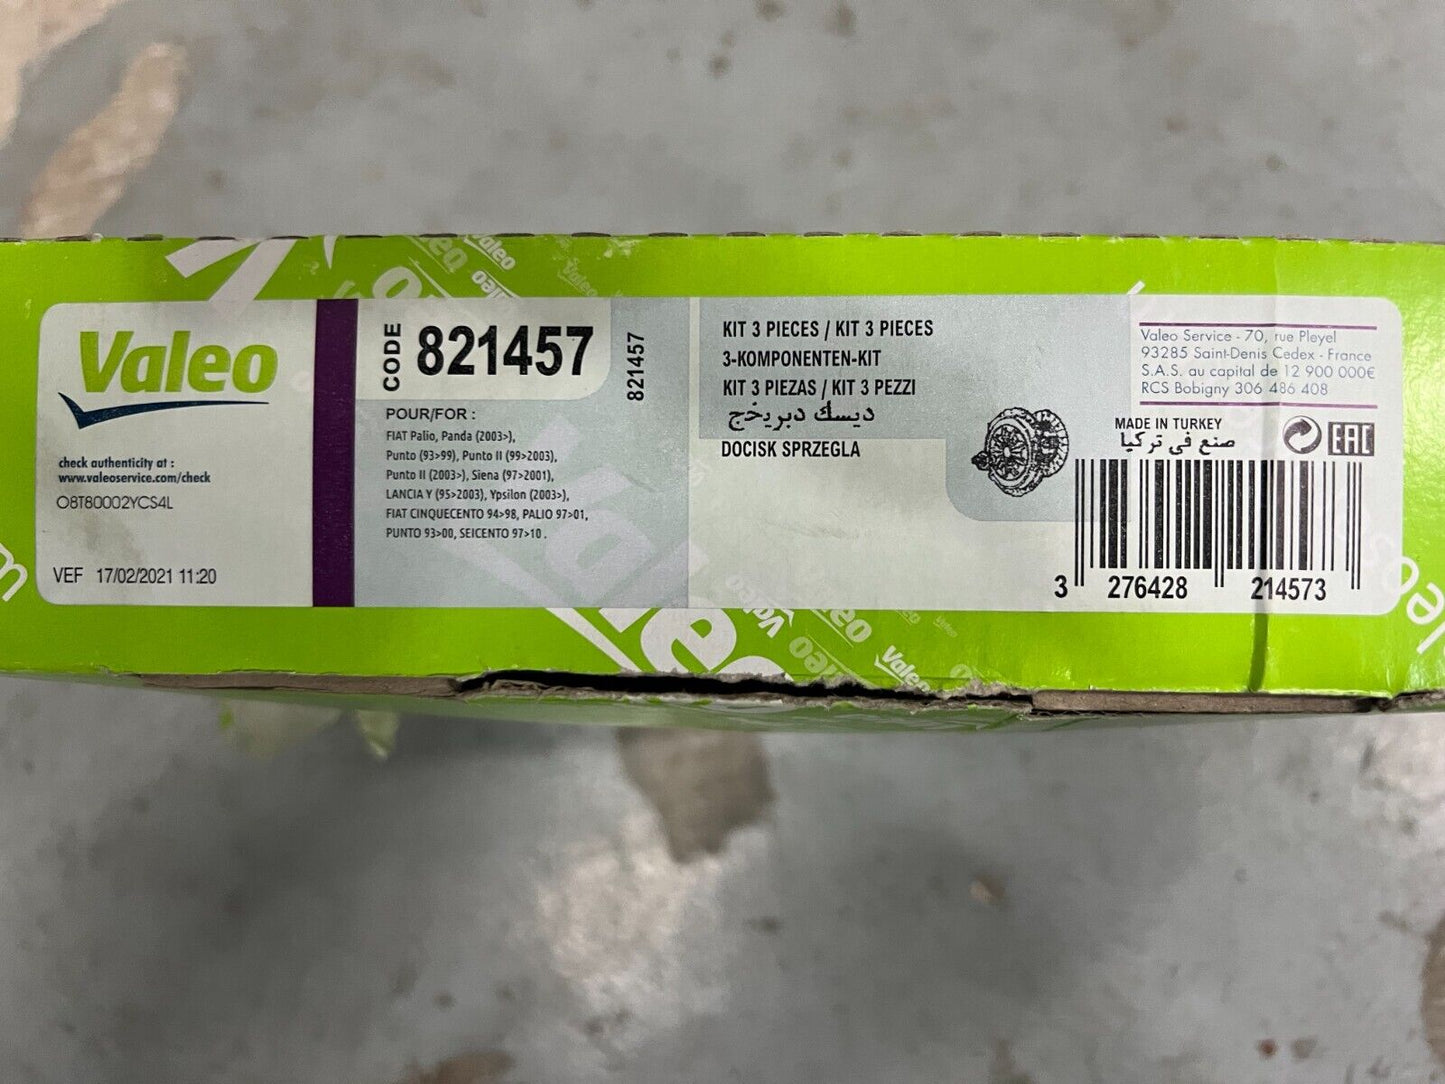 Valeo
check authenticity at :
www.valeoservice.com/check
O8T80002YCS4L
VEF 17/02/2021 11:20
CODE 821457
821457
POUR/FOR :
FIAT Palio, Panda (2003>),
Punto (93>99), Punto II (99>2003),
Punto II (2003>), Siena (97>2001),
LANCIA Y (95>2003), Ypsilon (2003>),
FIAT CINQUECENTO 94>98, PALIO 97>01,
PUNTO 93>00, SEICENTO 97>10 .
KIT 3 PIECES / KIT 3 PIECES
3-KOMPONENTEN-KIT
KIT 3 PIEZAS / KIT 3 PEZZI
ديسك دبريخج
DOCISK SPRZEGLA
Valeo Service - 70, rue Pleyel
93285 Saint-Denis Cedex - France
S.A.S. au capital de 12 900 000€
RCS Bobigny 306 486 408
MADE IN TURKEY
صنع في تركيا
EAC
3 276428 214573